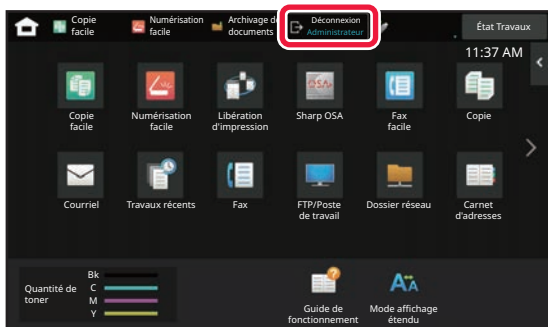 Copie
facile
Numérisation
facile
Archivage de
documents
Déconnexion
Administrateur
État Travaux
11:37 AM
Copie
facile
Numérisation
facile
Libération
d'impression
Sharp OSA
Fax
facile
Copie
Courriel
Travaux récents
Fax
FTP/Poste
de travail
Dossier réseau
Carnet
d'adresses
Quantité de
toner
Bk
C
M
Y
Guide de
fonctionnement
Mode affichage
étendu